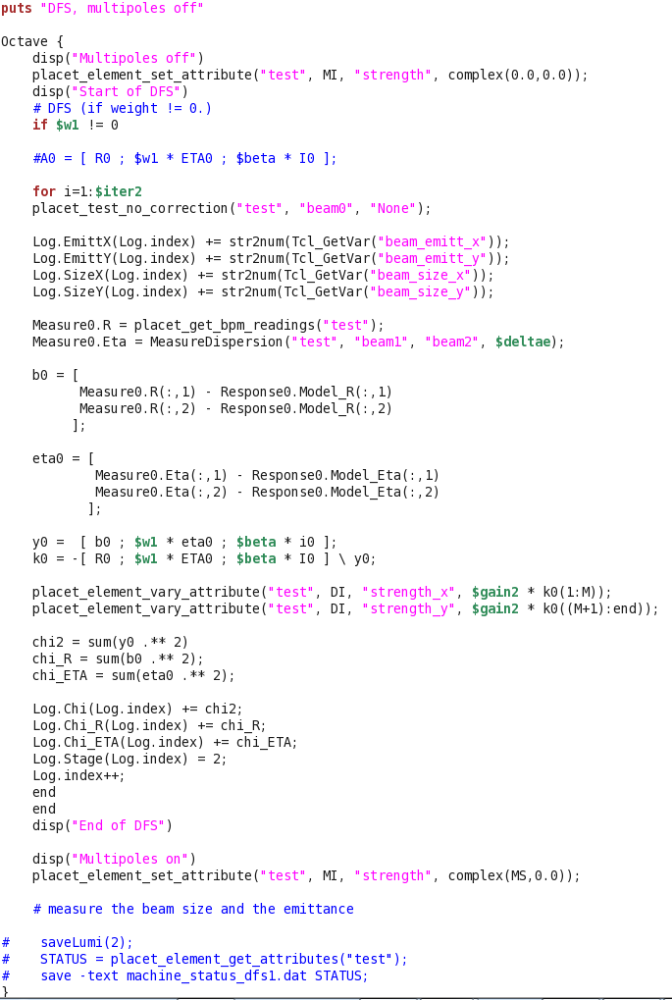 puts "DFS, multipoles off"
Octave {
disp("Multipoles off")
placet_element_set_attribute("test", MI, "strength", complex(0.0,0.0));
disp("Start of DFS")
# DFS (if weight != 0.)
if $w1 != 0
#A0 = [ R0 ; $w1 * ETA0 ; $beta * I0 ];
for i=1:$iter2
placet_test_no_correction("test", "beam0", "None");
Log.EmittX(Log.index) += str2num(Tcl_GetVar("beam_emitt_x"));
Log.EmittY(Log.index) += str2num(Tcl_GetVar("beam_emitt_y"));
Log.SizeX(Log.index) += str2num(Tcl_GetVar("beam_size_x"));
Log.SizeY(Log.index) += str2num(Tcl_GetVar("beam_size_y"));
Measure0.R = placet_get_bpm_readings("test");
Measure0.Eta = MeasureDispersion("test", "beam1", "beam2", $deltae);
b0 = [
Measure0.R(:,1) - Response0.Model_R(:,1)
Measure0.R(:,2) - Response0.Model_R(:,2)
];
eta0 = [
Measure0.Eta(:,1) - Response0.Model_Eta(:,1)
Measure0.Eta(:,2) - Response0.Model_Eta(:,2)
];
y0 =  [ b0 ; $w1 * eta0 ; $beta * i0 ];
k0 = -[ R0 ; $w1 * ETA0 ; $beta * I0 ] \ y0;
placet_element_vary_attribute("test", DI, "strength_x", $gain2 * k0(1:M));
placet_element_vary_attribute("test", DI, "strength_y", $gain2 * k0((M+1):end));
chi2 = sum(y0 .** 2)
chi_R = sum(b0 .** 2);
chi_ETA = sum(eta0 .** 2);
Log.Chi(Log.index) += chi2;
Log.Chi_R(Log.index) += chi_R;
Log.Chi_ETA(Log.index) += chi_ETA;
Log.Stage(Log.index) = 2;
Log.index++;
end
end
disp("End of DFS")
disp("Multipoles on")
placet_element_set_attribute("test", MI, "strength", complex(MS,0.0));
# measure the beam size and the emittance
#    saveLumi(2);
#    STATUS = placet_element_get_attributes("test");
#    save -text machine_status_dfs1.dat STATUS;
}